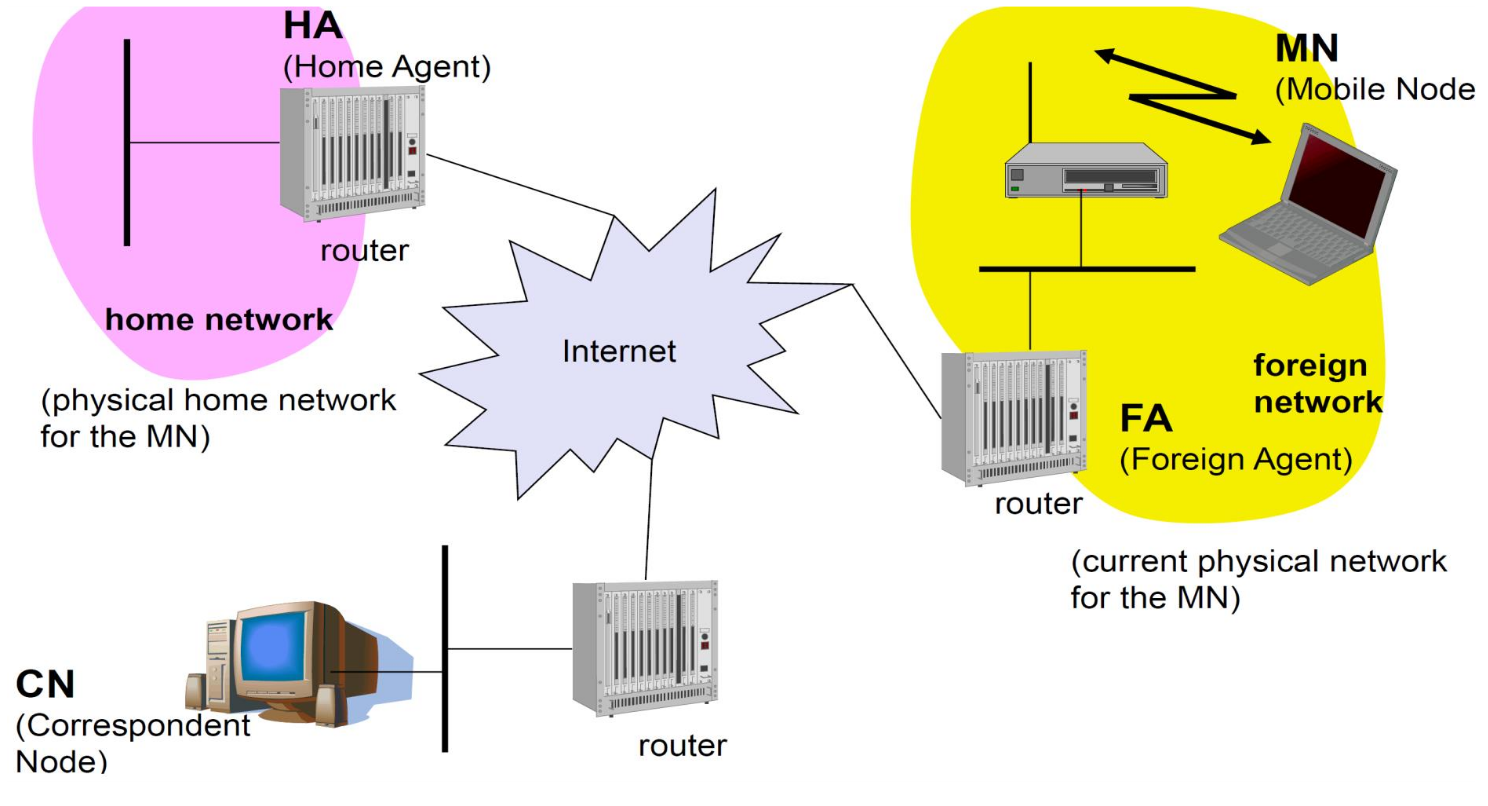 HA
(Home Agent)
router
home network
(physical home network
for the MN)
Internet
MN
(Mobile Node
foreign
network
FA
(Foreign Agent)
router
(current physical network
for the MN)
CN
(Correspondent
Node)
router